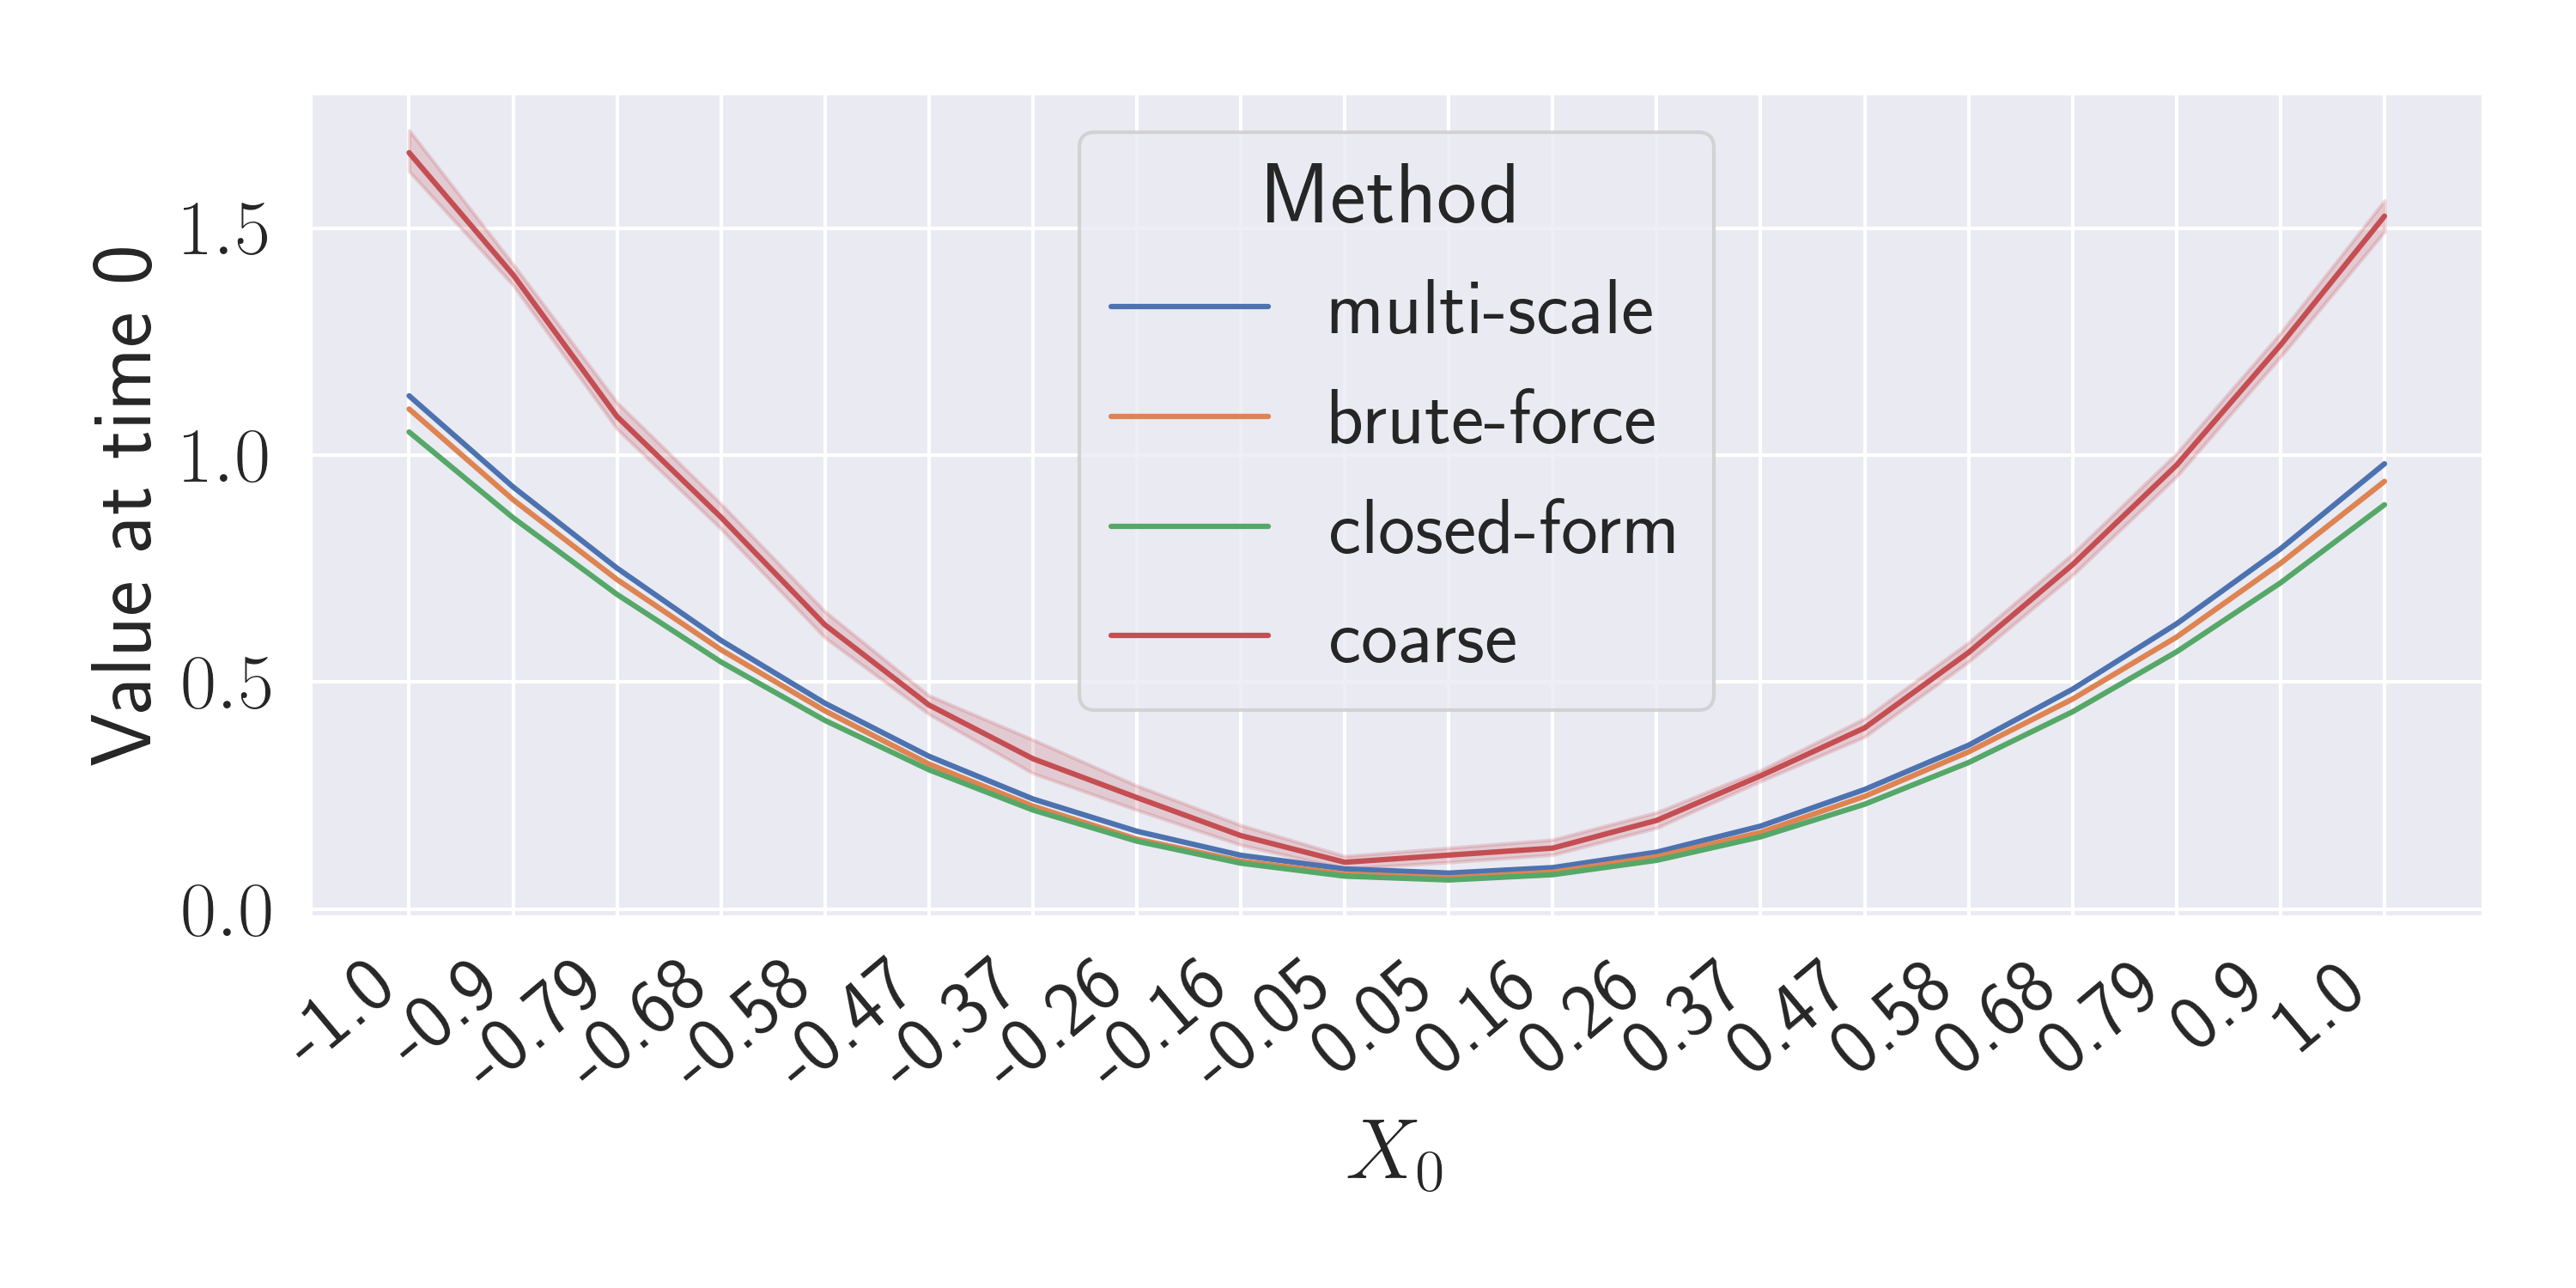 Value at time 0
1.5
1.0
0.5
0.0
Method
multi-scale
brute-force
closed-form
coarse
-1.0 -0.9 -0.79 -0.68 -0.58 -0.47 -0.37 -0.26 -0.16 -0.05 0.05 0.16 0.26 0.37 0.47 0.58 0.68 0.79 0.9 1.0
X₀